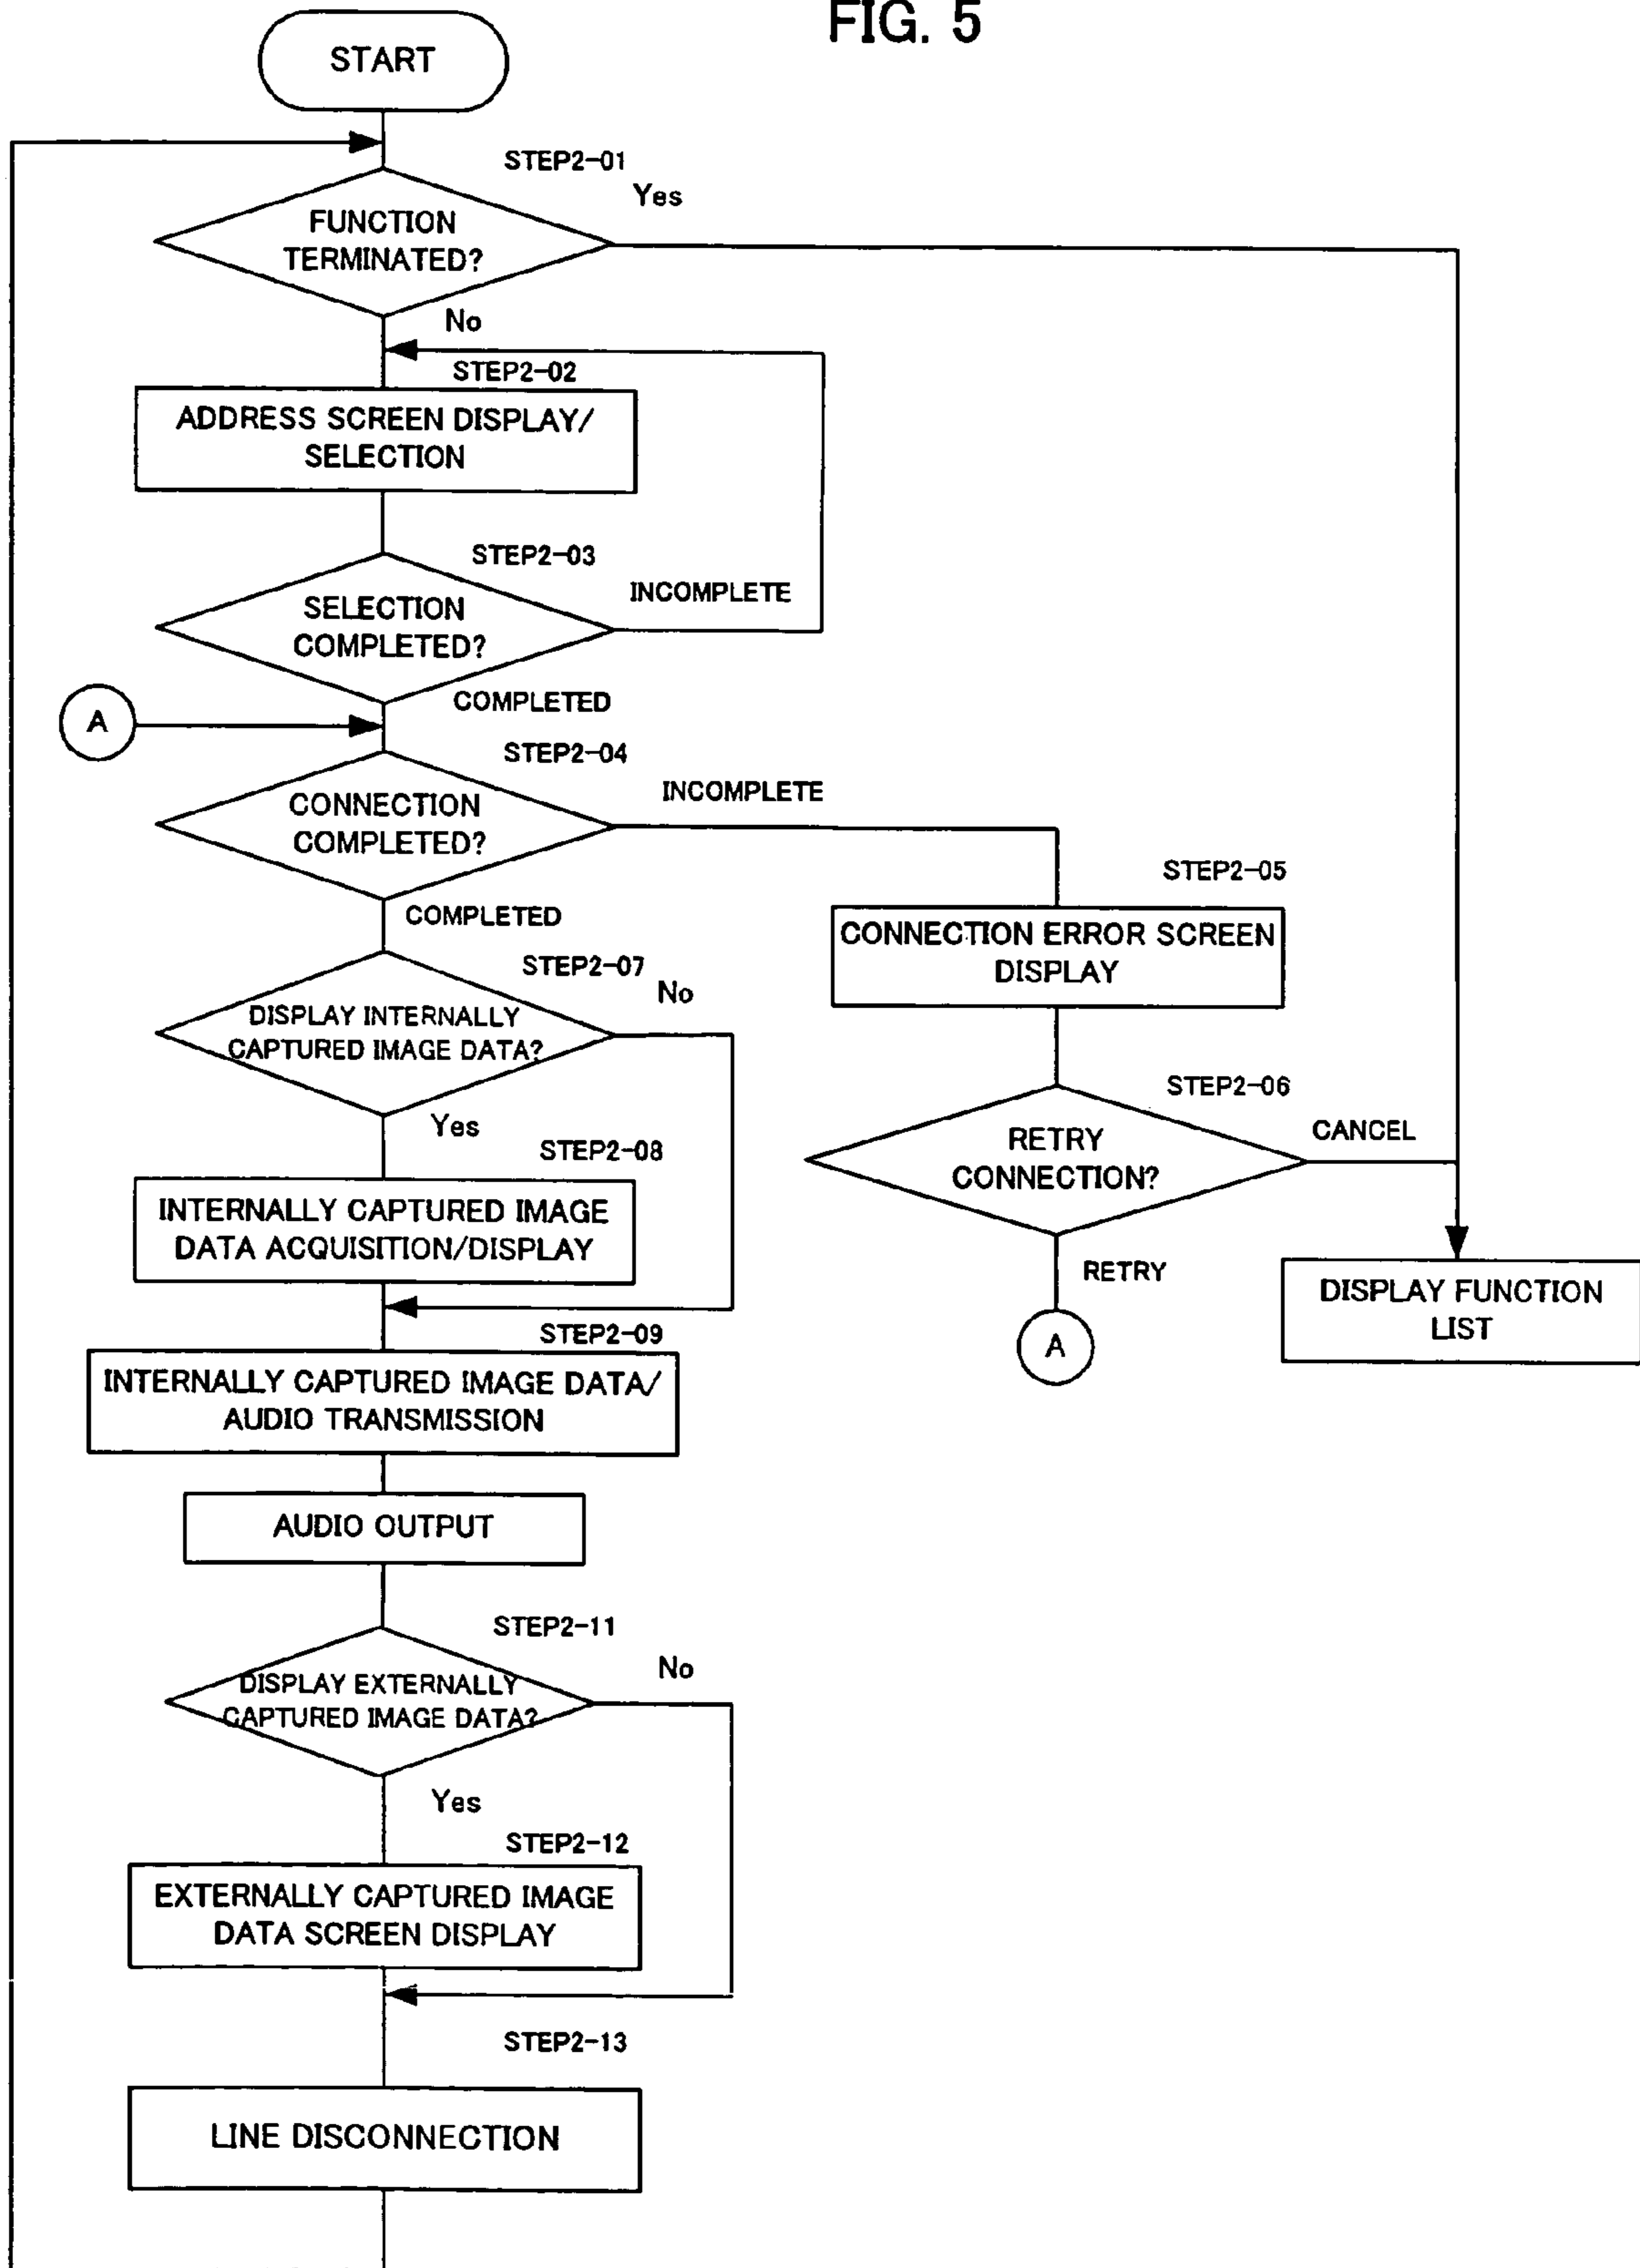 FIG. 5
START
STEP2-01
Yes
FUNCTION
TERMINATED?
No
STEP2-02
ADDRESS SCREEN DISPLAY/
SELECTION
STEP2-03
INCOMPLETE
SELECTION
COMPLETED?
COMPLETED
A
STEP2-04
INCOMPLETE
CONNECTION
COMPLETED?
COMPLETED
STEP2-05
CONNECTION ERROR SCREEN
DISPLAY
STEP2-06
RETRY
CONNECTION?
CANCEL
RETRY
A
DISPLAY FUNCTION
LIST
STEP2-07
No
DISPLAY INTERNALLY
CAPTURED IMAGE DATA?
Yes
STEP2-08
INTERNALLY CAPTURED IMAGE
DATA ACQUISITION/DISPLAY
STEP2-09
INTERNALLY CAPTURED IMAGE DATA/
AUDIO TRANSMISSION
AUDIO OUTPUT
STEP2-11
No
DISPLAY EXTERNALLY
CAPTURED IMAGE DATA?
Yes
STEP2-12
EXTERNALLY CAPTURED IMAGE
DATA SCREEN DISPLAY
STEP2-13
LINE DISCONNECTION